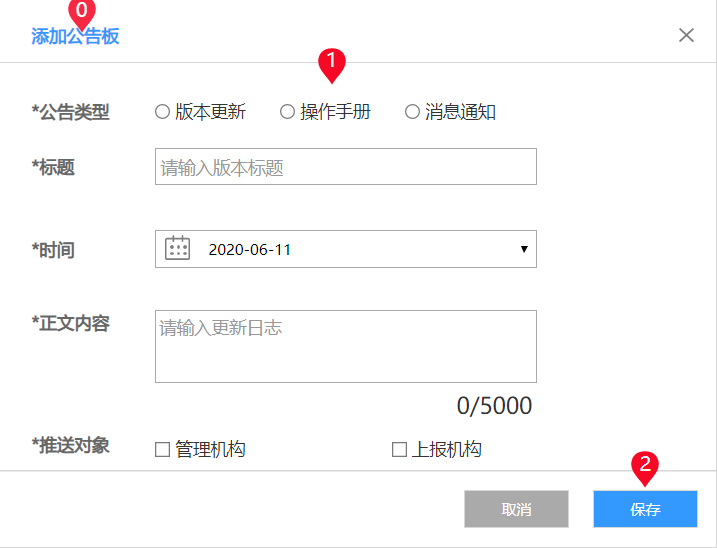 0
添加公告板
1
*公告类型 版本更新 操作手册 消息通知
*标题 请输入版本标题
*时间 2020-06-11
*正文内容 请输入更新日志
0/5000
*推送对象 管理机构 上报机构
2
取消 保存